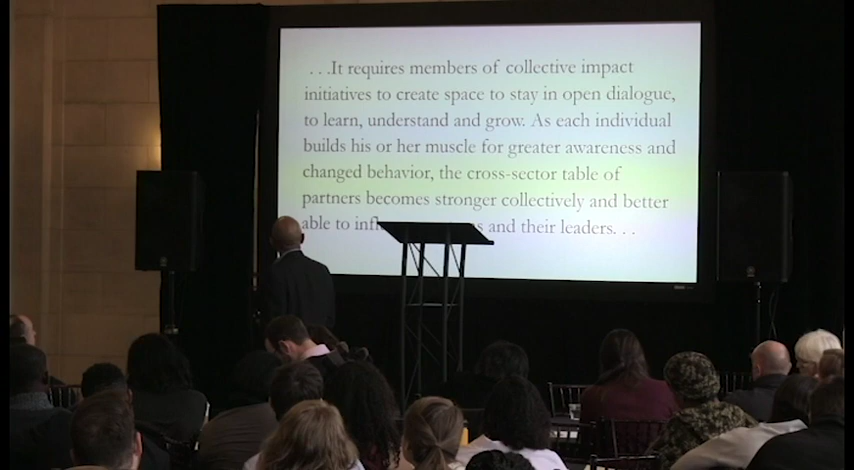 . . .It requires members of collective impact
initiatives to create space to stay in open dialogue,
to learn, understand and grow. As each individual
builds his or her muscle for greater awareness and
changed behavior, the cross-sector table of
partners becomes stronger collectively and better
able to and their leaders. . .